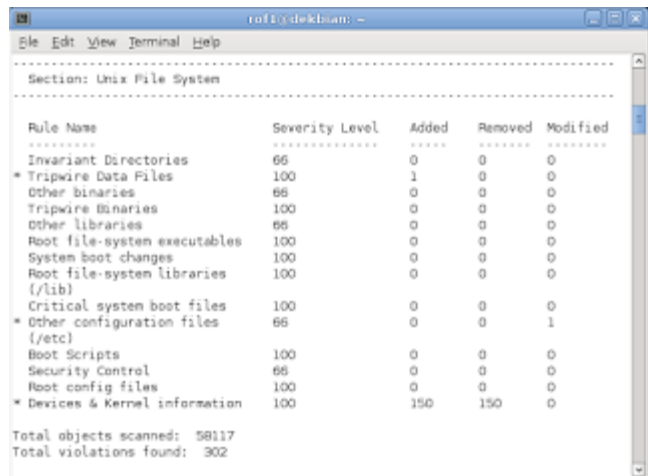 rof1@dekbian: ~
File Edit View Terminal Help
Section: Unix File System
Rule Name Severity Level Added Removed Modified
Invariant Directories 66 0 0 0
* Tripwire Data Files 100 1 0 0
Other binaries 66 0 0 0
Tripwire Binaries 100 0 0 0
Other libraries 66 0 0 0
Root file-system executables 100 0 0 0
System boot changes 100 0 0 0
Root file-system libraries 100 0 0 0
(/lib)
Critical system boot files 100 0 0 0
* Other configuration files 66 0 0 1
(/etc)
Boot Scripts 100 0 0 0
Security Control 66 0 0 0
Root config files 100 0 0 0
* Devices & Kernel information 100 150 150 0
Total objects scanned: 58117
Total violations found: 302